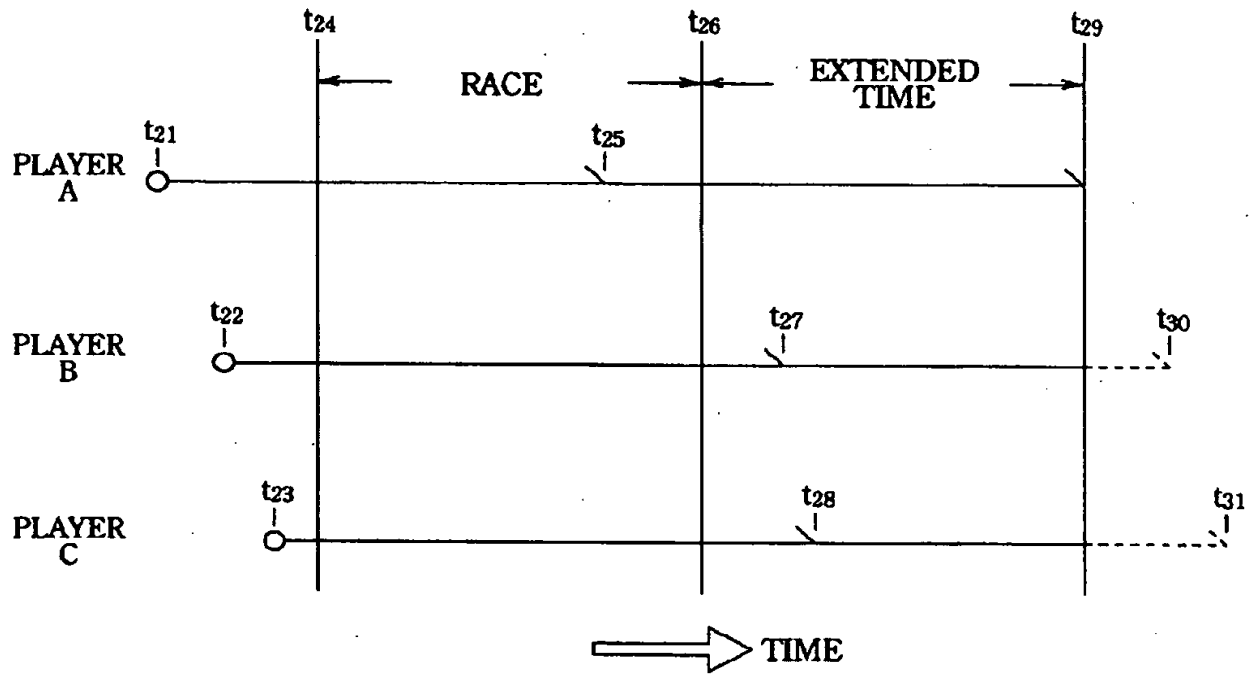 t24
t26
t29
RACE
EXTENDED
TIME
t21
t25
PLAYER
A
t22
t27
t30
PLAYER
B
t23
t28
t31
PLAYER
C
TIME